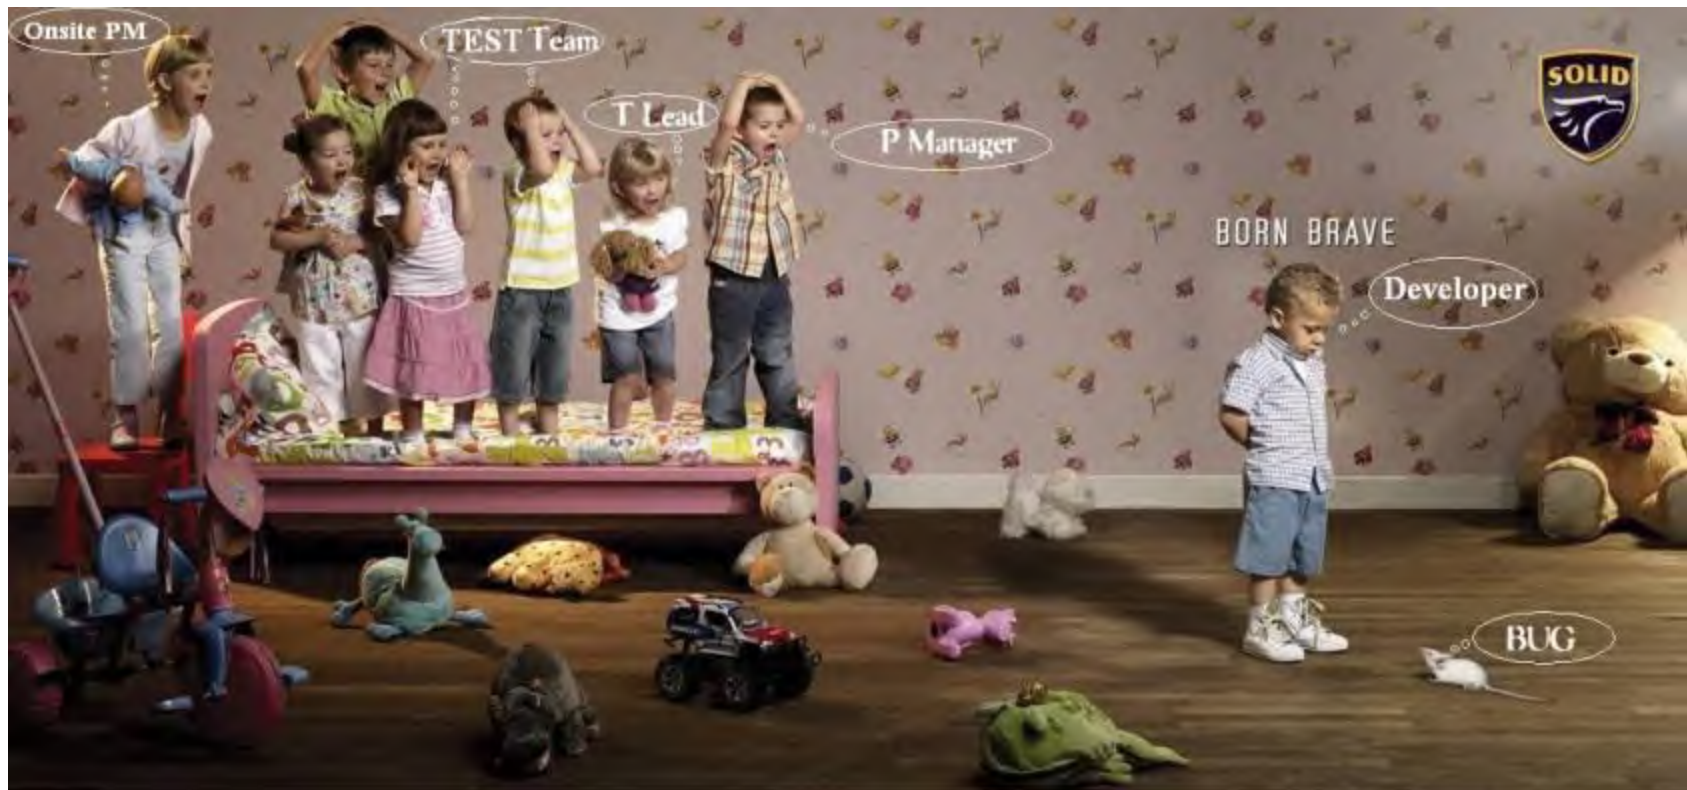 Onsite PM
TEST Team
T Lead
P Manager
SOLID
BORN BRAVE
Developer
BUG